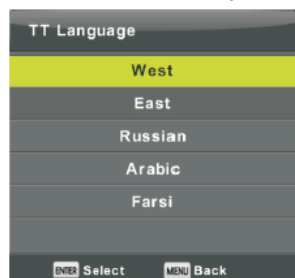 TT Language
West
East
Russian
Arabic
Farsi
ENTER Select MENU Back